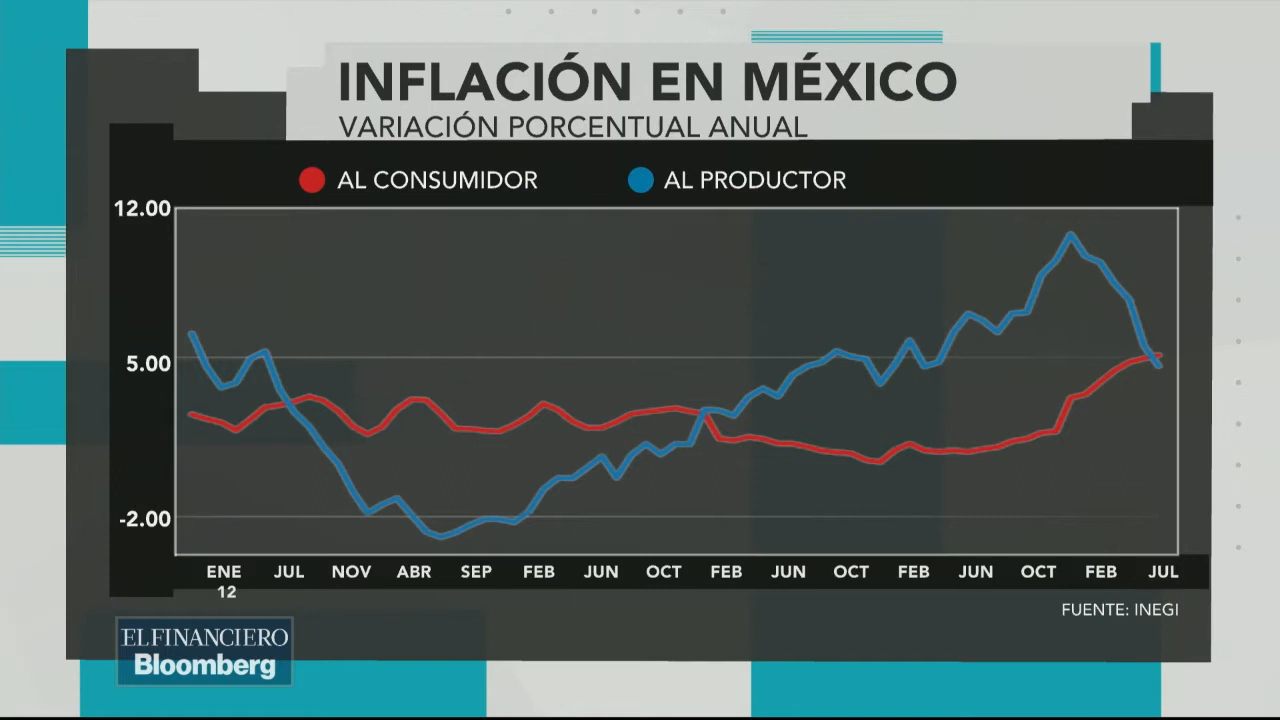 INFLACIÓN EN MÉXICO
VARIACIÓN PORCENTUAL ANUAL
AL CONSUMIDOR AL PRODUCTOR
12.00
5.00
-2.00
ENE JUL NOV ABR SEP FEB JUN OCT FEB JUN OCT FEB JUN OCT FEB JUL
12
FUENTE: INEGI
EL FINANCIERO
Bloomberg